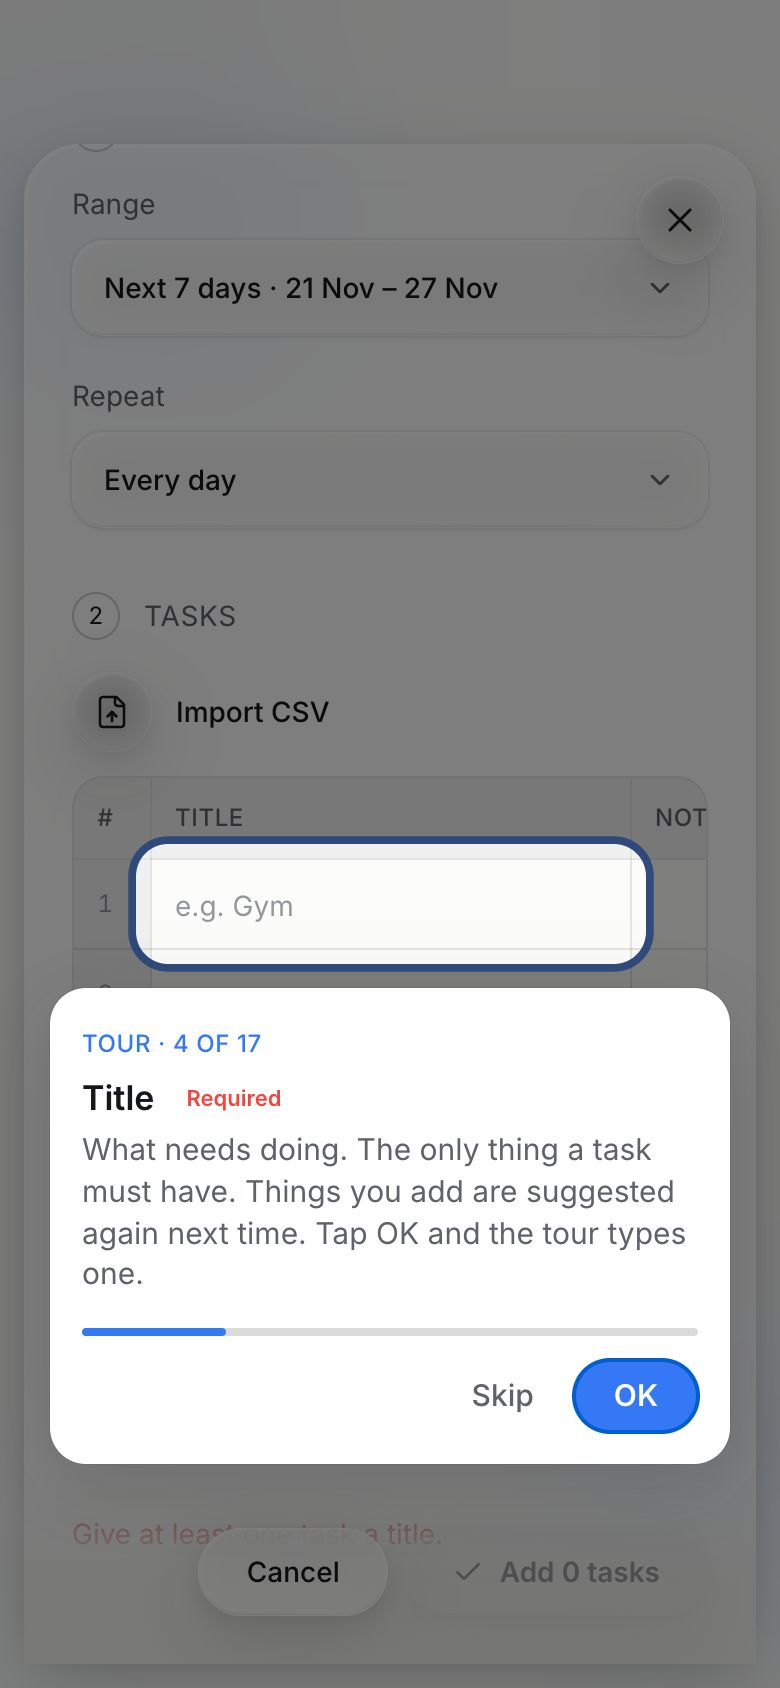 Range
Next 7 days · 21 Nov – 27 Nov
Repeat
Every day
2 TASKS
Import CSV
# TITLE NOT
1 e.g. Gym
TOUR · 4 OF 17
Title Required
What needs doing. The only thing a task
must have. Things you add are suggested
again next time. Tap OK and the tour types
one.
Skip OK
Give at least one task a title.
Cancel Add 0 tasks